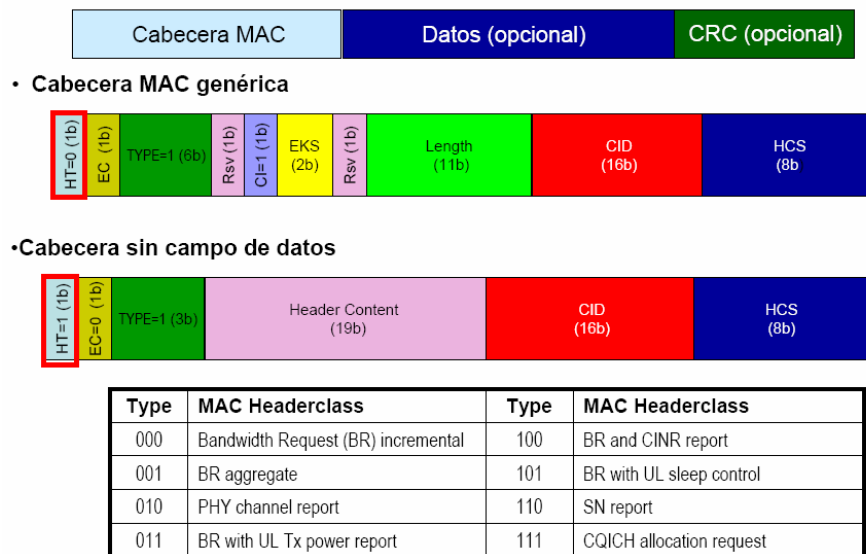 Cabecera MAC Datos (opcional) CRC (opcional)
• Cabecera MAC genérica
HT=0 (1b) EC (1b) TYPE=1 (6b) Rsv (1b) CI=1 (1b) EKS (2b) Rsv (1b) Length (11b) CID (16b) HCS (8b
•Cabecera sin campo de datos
HT=1 (1b) EC=0 (1b) TYPE=1 (3b) Header Content (19b) CID (16b) HCS (8b)
Type MAC Headerclass Type MAC Headerclass
000 Bandwidth Request (BR) incremental 100 BR and CINR report
001 BR aggregate 101 BR with UL sleep control
010 PHY channel report 110 SN report
011 BR with UL Tx power report 111 CQICH allocation request